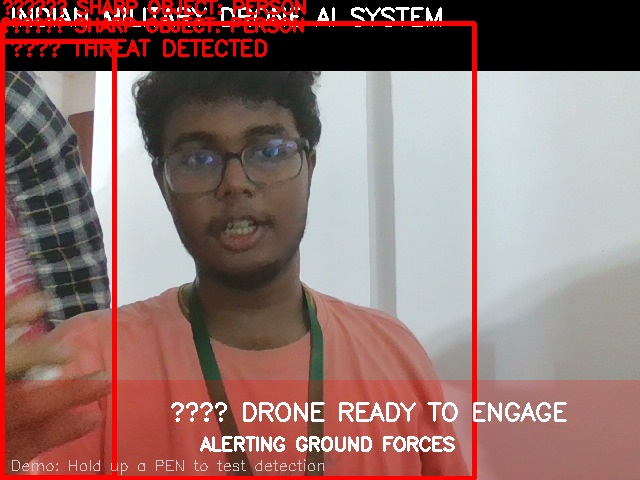 ?????? SHARP OBJECT: PERSON
INDIAN MILITARY DRONE AI SYSTEM
?????? SHARP OBJECT: PERSON
???? THREAT DETECTED
???? DRONE READY TO ENGAGE
ALERTING GROUND FORCES
Demo: Hold up a PEN to test detection